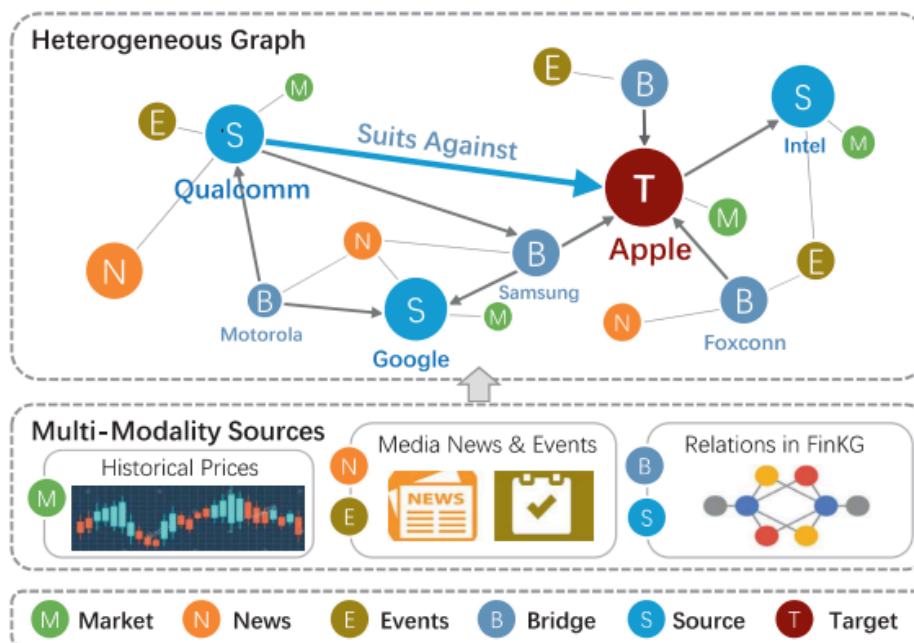 Heterogeneous Graph
E
B
S
Intel
M
M
E
S
Qualcomm
Suits Against
T
Apple
M
N
N
B
Samsung
E
B
Motorola
S
Google
M
N
B
Foxconn
Multi-Modality Sources
M
Historical Prices
N
E
Media News & Events
NEWS
B
S
Relations in FinKG
M Market
N News
E Events
B Bridge
S Source
T Target